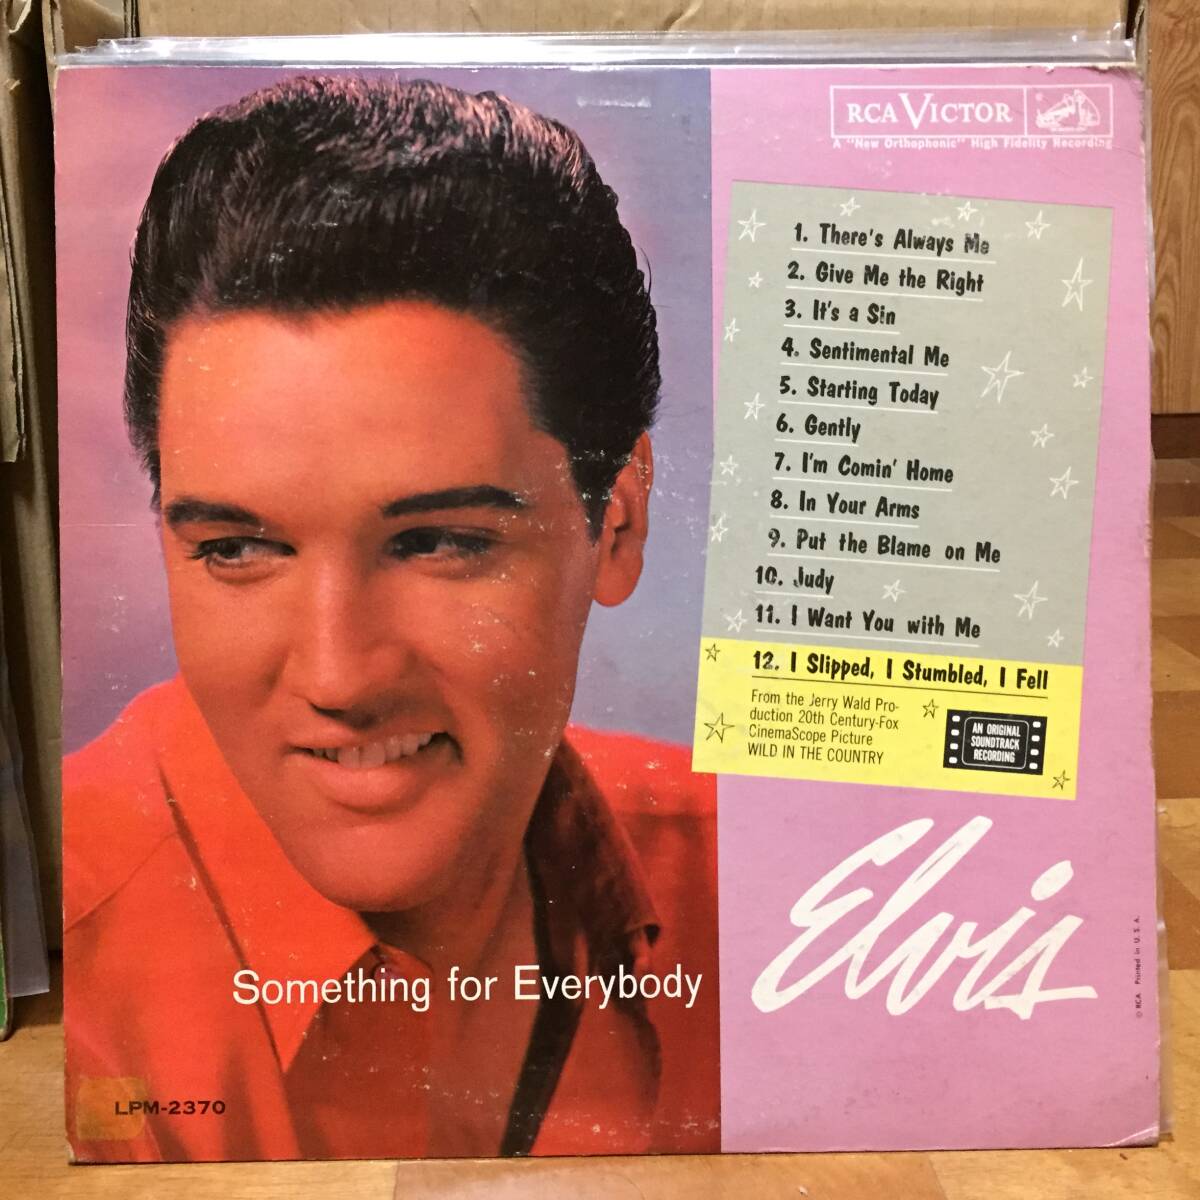 RCA VICTOR
A "New Orthophonic" High Fidelity Recording
1. There's Always Me
2. Give Me the Right
3. It's a Sin
4. Sentimental Me
5. Starting Today
6. Gently
7. I'm Comin' Home
8. In Your Arms
9. Put the Blame on Me
10. Judy
11. I Want You with Me
12. I Slipped, I Stumbled, I Fell
From the Jerry Wald Pro-
duction 20th Century-Fox
CinemaScope Picture
WILD IN THE COUNTRY
AN ORIGINAL
SOUNDTRACK
RECORDING
Elvis
Something for Everybody
LPM-2370
© RCA Printed in U. S. A.